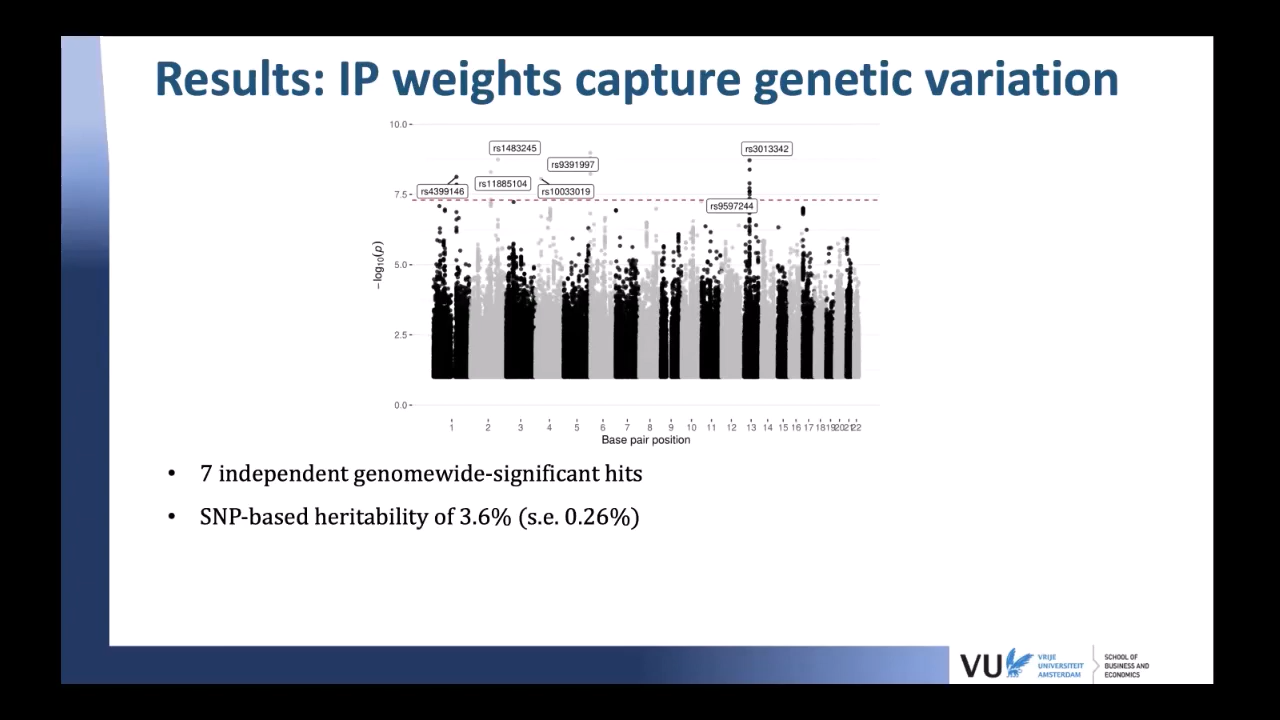 Results: IP weights capture genetic variation
10.0
rs1483245
rs3013342
rs9391997
rs11885104
rs4399146
rs10033019
7.5
rs9597244
−log10(p)
5.0
2.5
0.0
1 2 3 4 5 6 7 8 9 10 11 12 13 14 15 16 17 18 19 20 21 22
Base pair position
• 7 independent genomewide-significant hits
• SNP-based heritability of 3.6% (s.e. 0.26%)
VU
VRIJE
UNIVERSITEIT
AMSTERDAM
SCHOOL OF
BUSINESS AND
ECONOMICS